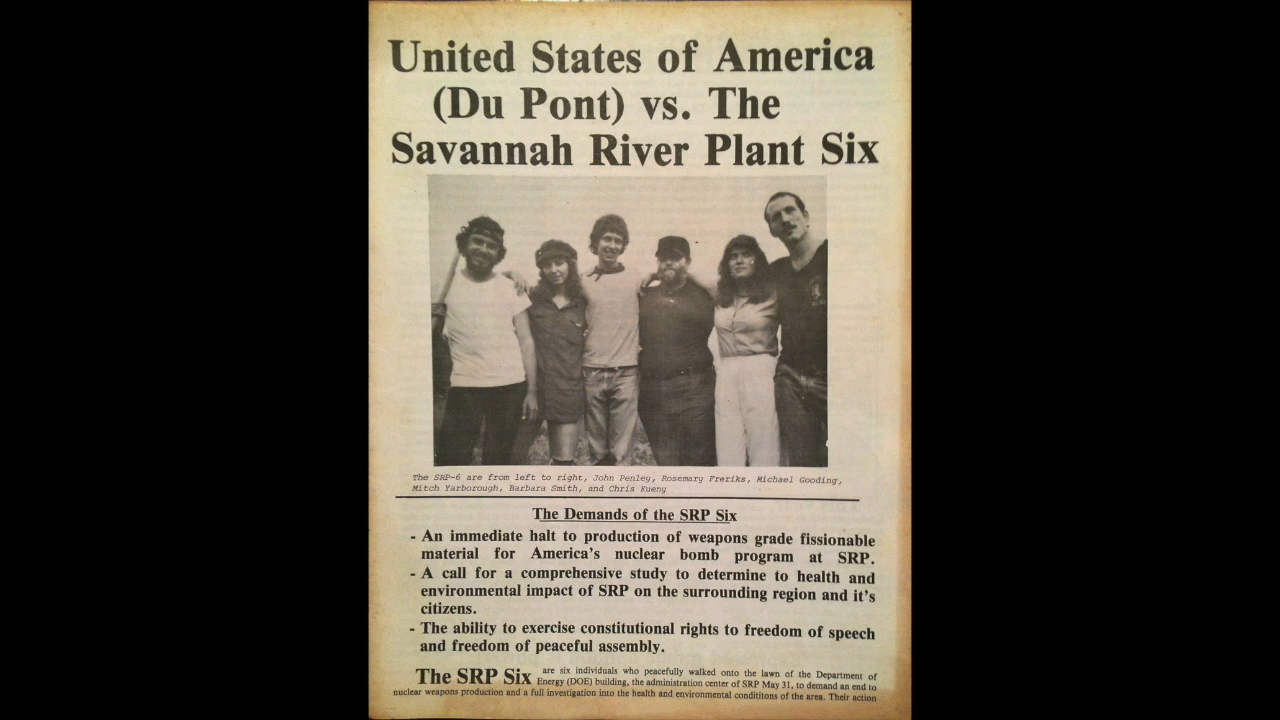 United States of America
(Du Pont) vs. The
Savannah River Plant Six
The SRP-6 are from left to right, John Penley, Rosemary Freriks, Michael Gooding,
Mitch Yarborough, Barbara Smith, and Chris Kueny
The Demands of the SRP Six
- An immediate halt to production of weapons grade fissionable
material for America's nuclear bomb program at SRP.
- A call for a comprehensive study to determine to health and
environmental impact of SRP on the surrounding region and it's
citizens.
- The ability to exercise constitutional rights to freedom of speech
and freedom of peaceful assembly.
The SRP Six are six individuals who peacefully walked onto the lawn of the Department of
Energy (DOE) building, the administration center of SRP May 31, to demand an end to
nuclear weapons production and a full investigation into the health and environmental condititons of the area. Their action